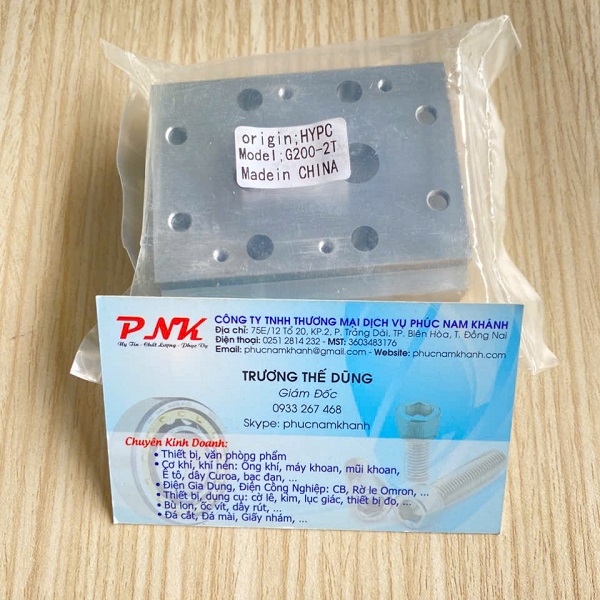 origin;HYPC
Model;G200-2T
Madein CHINA
PNK
Uy Tín - Chất Lượng - Phục Vụ
CÔNG TY TNHH THƯƠNG MẠI DỊCH VỤ PHÚC NAM KHÁNH
Địa chỉ: 75E/12 Tổ 20, KP.2, P. Trảng Dài, TP. Biên Hòa, T. Đồng Nai
Điện thoại: 0251 2814 232 - MST: 3603483176
Email: phucnamkhanh@gmail.com - Website: phucnamkhanh.com
TRƯƠNG THẾ DŨNG
Giám Đốc
0933 267 468
Skype: phucnamkhanh
Chuyên Kinh Doanh:
• Thiết bị, văn phòng phẩm
• Cơ khí, khí nén: Ống khí, máy khoan, mũi khoan,
Ê tô, dây Curoa, bạc đạn, ...
• Điện Gia Dụng, Điện Công Nghiệp: CB, Rờ le Omron, ...
• Thiết bị, dụng cụ: cờ lê, kìm, lục giác, thiết bị đo, ...
• Bù lon, ốc vít, dây rút, ...
• Đá cắt, Đá mài, Giấy nhám, ...